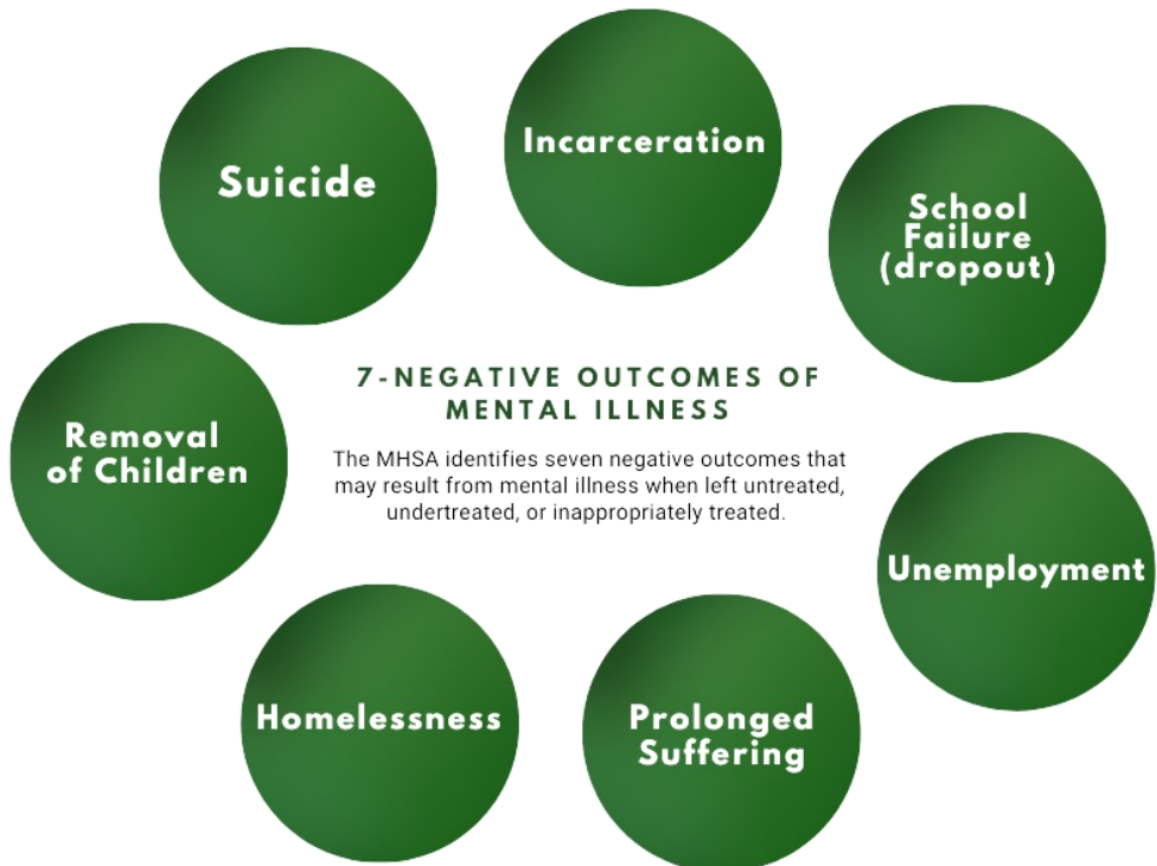 Suicide
Incarceration
School
Failure
(dropout)
7-NEGATIVE OUTCOMES OF
MENTAL ILLNESS
The MHSA identifies seven negative outcomes that
may result from mental illness when left untreated,
undertreated, or inappropriately treated.
Removal
of Children
Unemployment
Homelessness
Prolonged
Suffering